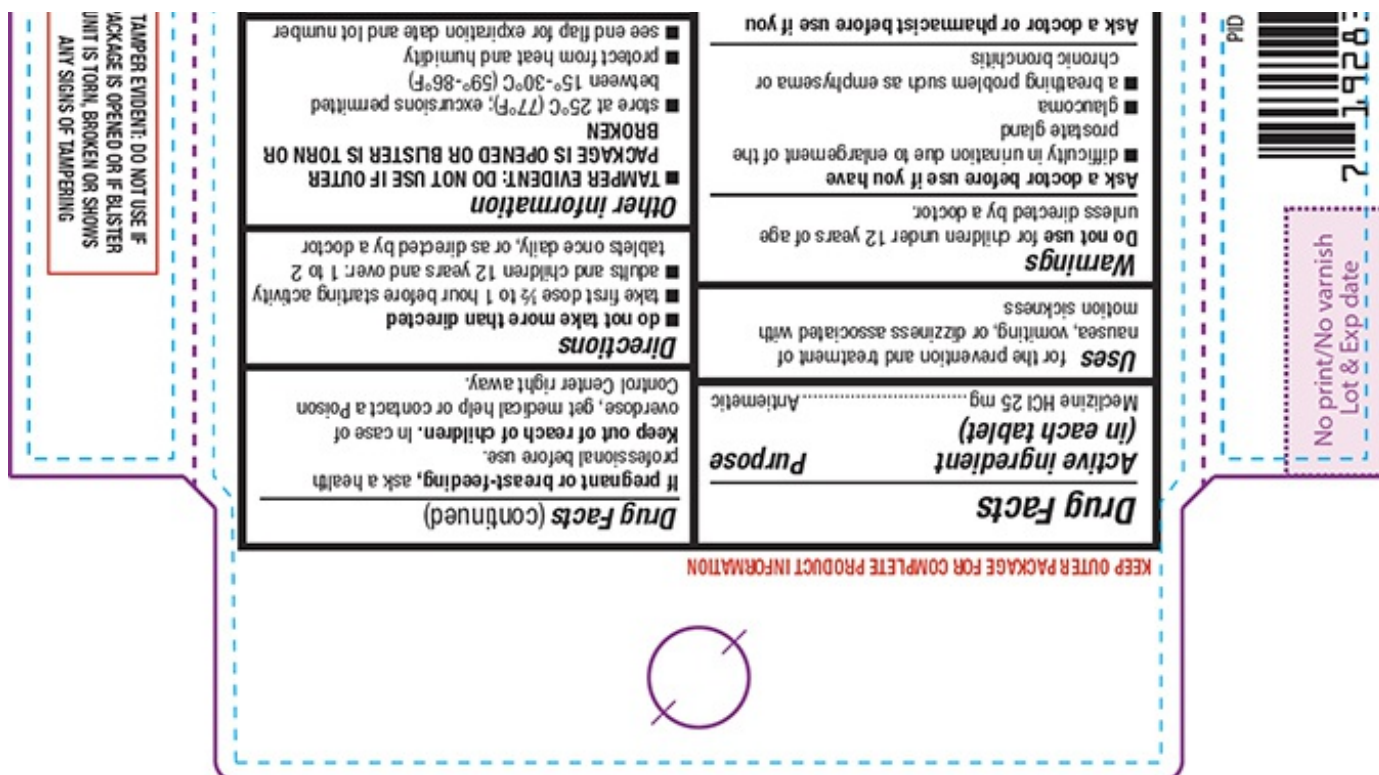 KEEP OUTER PACKAGE FOR COMPLETE PRODUCT INFORMATION
Drug Facts
Active ingredient Purpose
(in each tablet)
Meclizine HCl 25 mg....................................Antiemetic
Uses for the prevention and treatment of
nausea, vomiting, or dizziness associated with
motion sickness
Warnings
Do not use for children under 12 years of age
unless directed by a doctor.
Ask a doctor before use if you have
■ difficulty in urination due to enlargement of the
prostate gland
■ glaucoma
■ a breathing problem such as emphysema or
chronic bronchitis
Ask a doctor or pharmacist before use if you
Drug Facts (continued)
If pregnant or breast-feeding, ask a health
professional before use.
Keep out of reach of children. In case of
overdose, get medical help or contact a Poison
Control Center right away.
Directions
■ do not take more than directed
■ take first dose ½ to 1 hour before starting activity
■ adults and children 12 years and over: 1 to 2
tablets once daily, or as directed by a doctor
Other information
■ TAMPER EVIDENT: DO NOT USE IF OUTER
PACKAGE IS OPENED OR BLISTER IS TORN OR
BROKEN
■ store at 25°C (77°F); excursions permitted
between 15°-30°C (59°-86°F)
■ protect from heat and humidity
■ see end flap for expiration date and lot number
TAMPER EVIDENT: DO NOT USE IF
PACKAGE IS OPENED OR IF BLISTER
UNIT IS TORN, BROKEN OR SHOWS
ANY SIGNS OF TAMPERING
PID
7 1928
No print/No varnish
Lot & Exp date